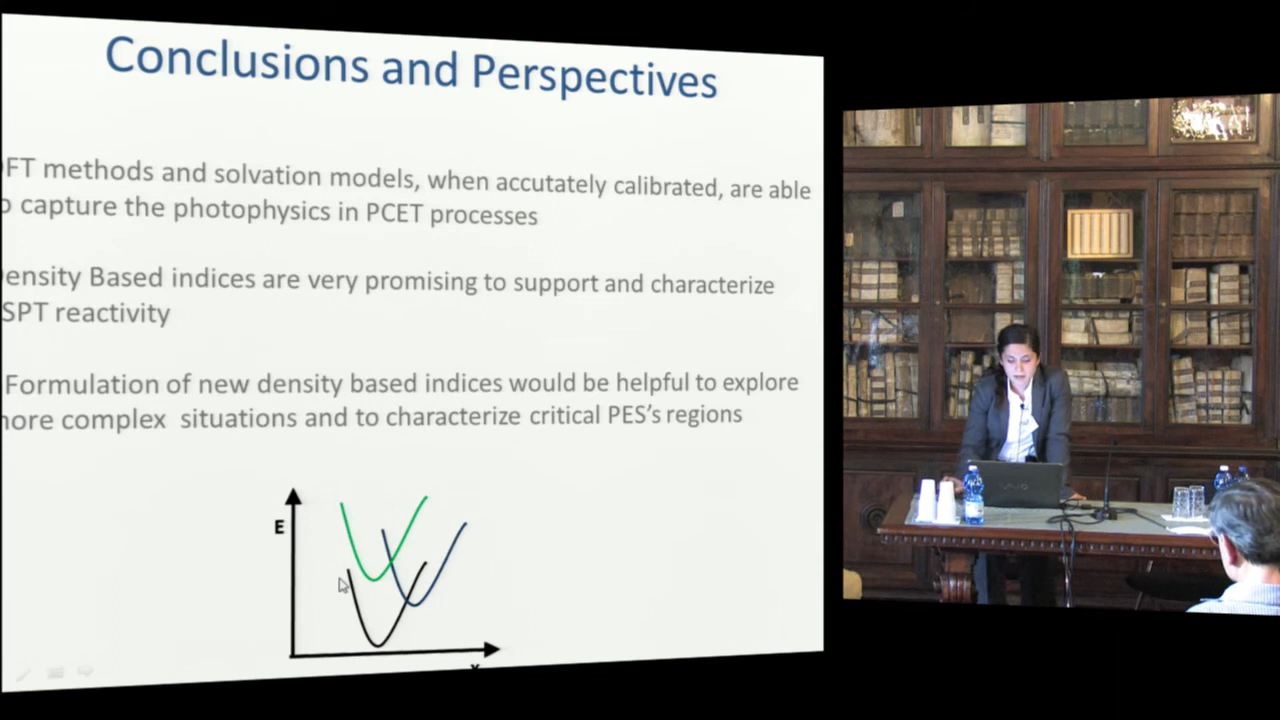 Conclusions and Perspectives
FT methods and solvation models, when accutately calibrated, are able
capture the photophysics in PCET processes
ensity Based indices are very promising to support and characterize
SPT reactivity
Formulation of new density based indices would be helpful to explore
ore complex situations and to characterize critical PES's regions
E
VAIO